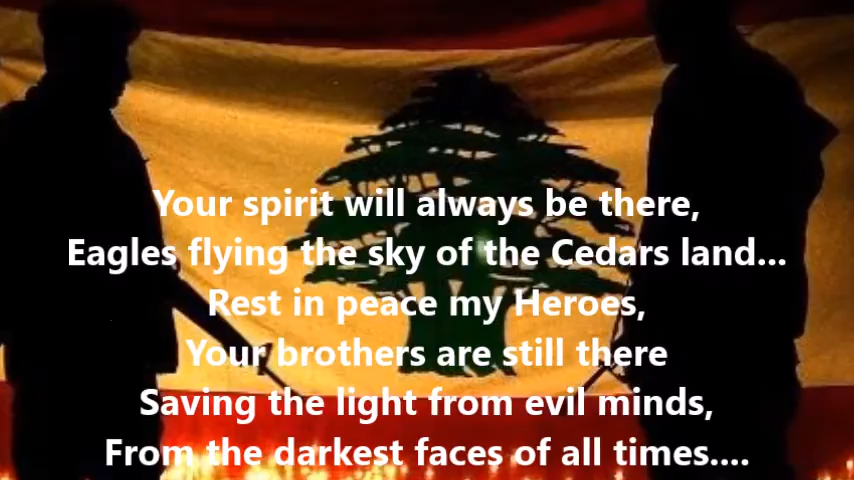 Your spirit will always be there,
Eagles flying the sky of the Cedars land...
Rest in peace my Heroes,
Your brothers are still there
Saving the light from evil minds,
From the darkest faces of all times....